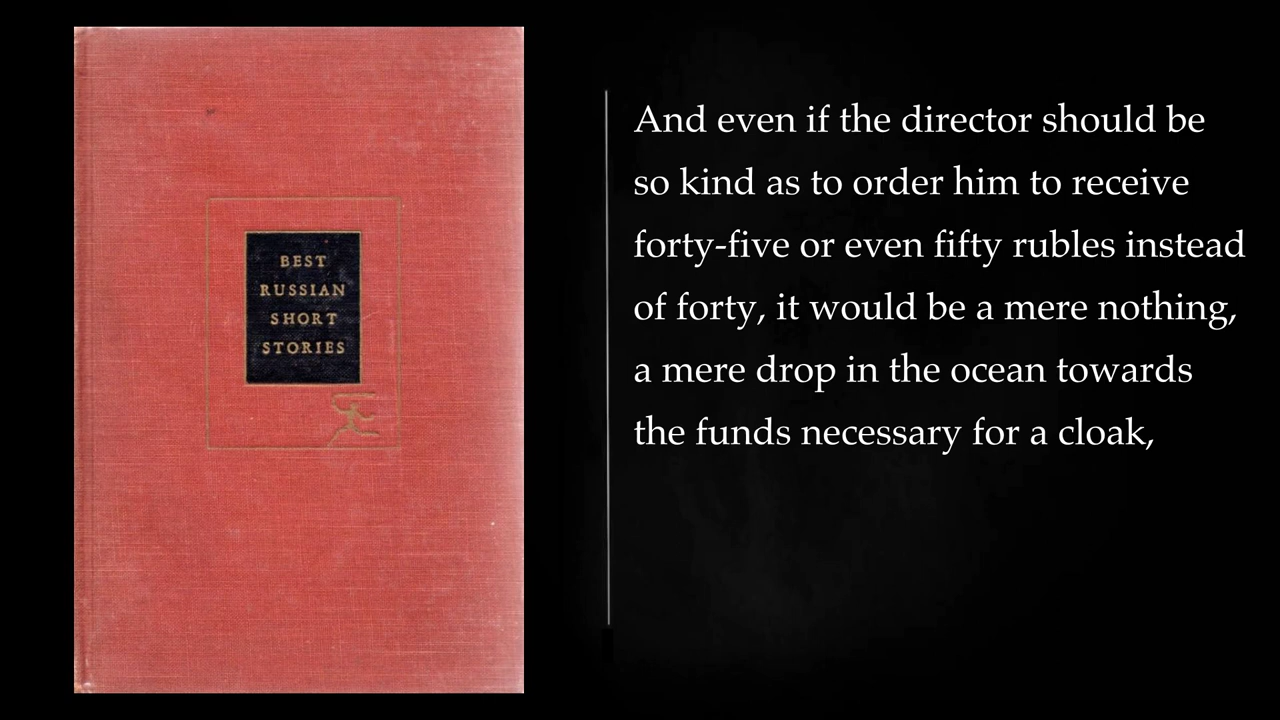 BEST
RUSSIAN
SHORT
STORIES
And even if the director should be
so kind as to order him to receive
forty-five or even fifty rubles instead
of forty, it would be a mere nothing,
a mere drop in the ocean towards
the funds necessary for a cloak,